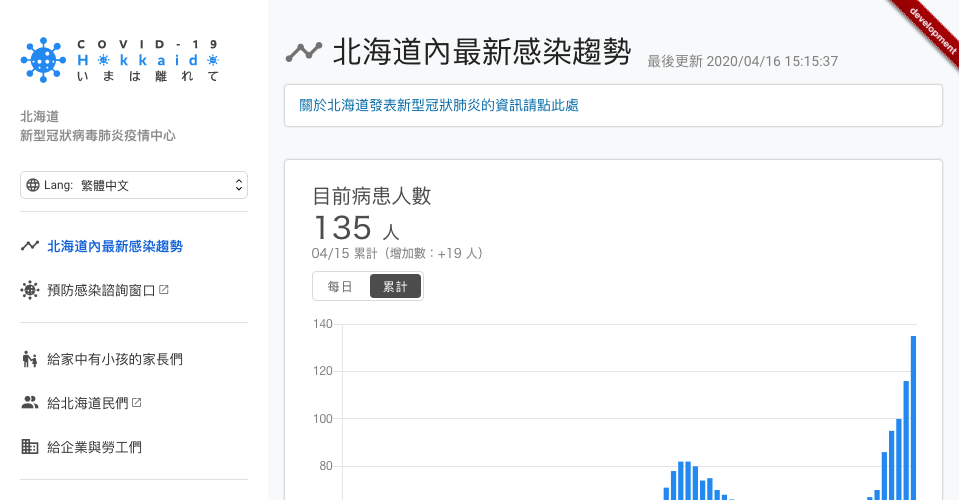 COVID-19
Hokkaido
いまは離れて
北海道
新型冠狀病毒肺炎疫情中心
Lang: 繁體中文
北海道內最新感染趨勢
預防感染諮詢窗口
給家中有小孩的家長們
給北海道民們
給企業與勞工們
development
北海道內最新感染趨勢 最後更新 2020/04/16 15:15:37
關於北海道發表新型冠狀肺炎的資訊請點此處
目前病患人數
135 人
04/15 累計（增加數：+19 人）
每日 累計
140
120
100
80